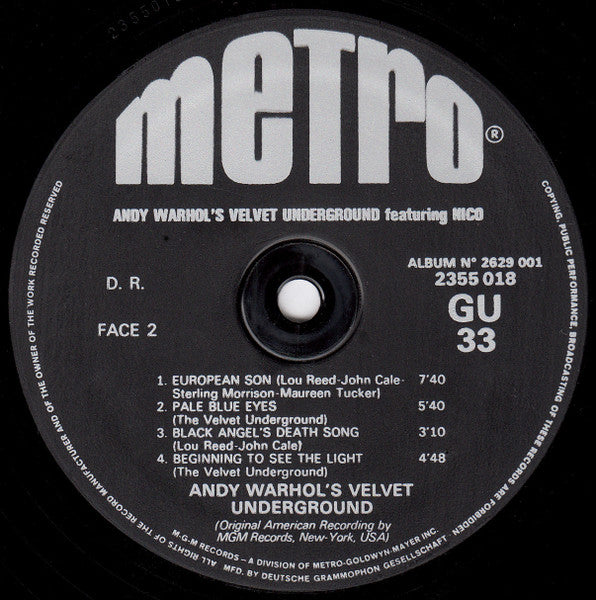 metro®
ANDY WARHOL'S VELVET UNDERGROUND featuring NICO
D. R.
FACE 2
ALBUM N° 2629 001
2355 018
GU
33
1. EUROPEAN SON (Lou Reed-John Cale- 7'40
Sterling Morrison-Maureen Tucker)
2. PALE BLUE EYES 5'40
(The Velvet Underground)
3. BLACK ANGEL'S DEATH SONG 3'10
(Lou Reed-John Cale)
4. BEGINNING TO SEE THE LIGHT 4'48
(The Velvet Underground)
ANDY WARHOL'S VELVET
UNDERGROUND
(Original American Recording by
MGM Records, New-York, USA)
ALL RIGHTS OF THE RECORD MANUFACTURER AND OF THE OWNER OF THE WORK RECORDED RESERVED
COPYING, PUBLIC PERFORMANCE, BROADCASTING OF THESE RECORDS ARE FORBIDDEN
M.G.M RECORDS – A DIVISION OF METRO-GOLDWYN-MAYER INC.
MFD. BY DEUTSCHE GRAMMOPHON GESELLSCHAFT -